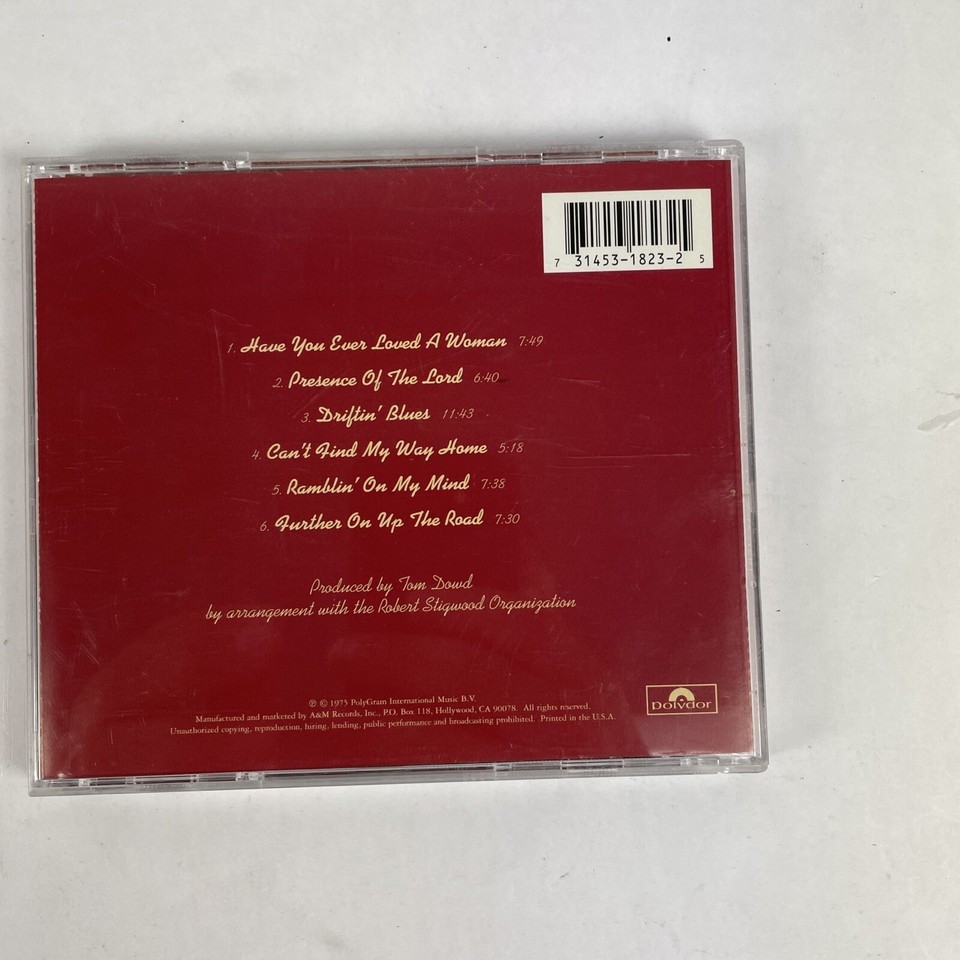 7 31453-1823-2 5
1. Have You Ever Loved A Woman 7:49
2. Presence Of The Lord 6:40
3. Driftin' Blues 11:43
4. Can't Find My Way Home 5:18
5. Ramblin' On My Mind 7:38
6. Further On Up The Road 7:30
Produced by Tom Dowd
by arrangement with the Robert Stigwood Organization
℗ © 1975 PolyGram International Music B.V.
Manufactured and marketed by A&M Records, Inc., P.O. Box 118, Hollywood, CA 90078. All rights reserved.
Unauthorized copying, reproduction, hiring, lending, public performance and broadcasting prohibited. Printed in the U.S.A.
Polydor